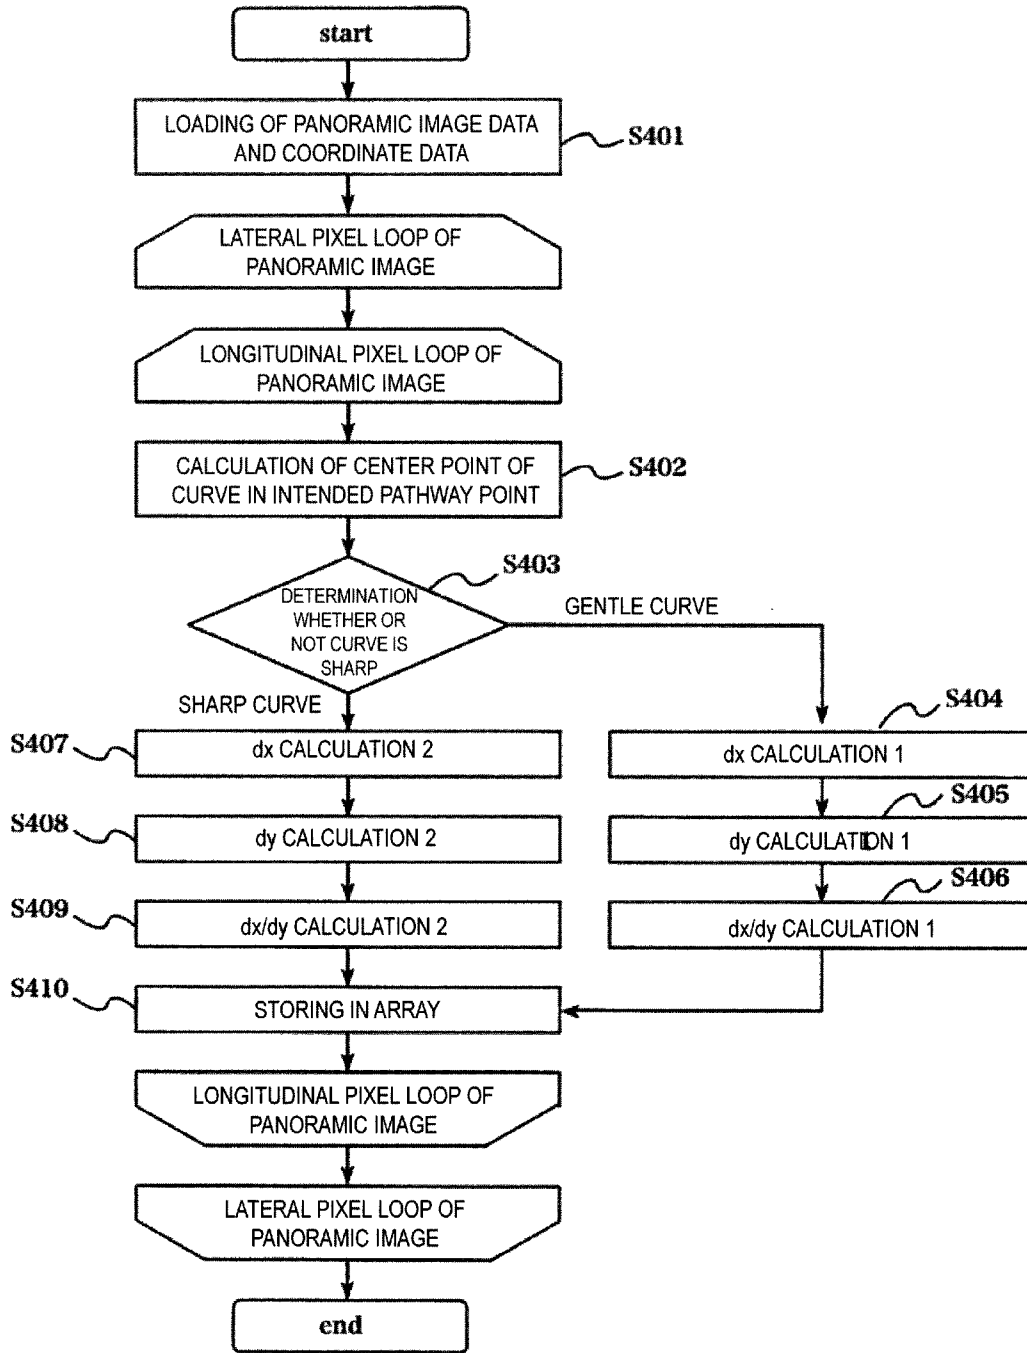 start
LOADING OF PANORAMIC IMAGE DATA
AND COORDINATE DATA
S401
LATERAL PIXEL LOOP OF
PANORAMIC IMAGE
LONGITUDINAL PIXEL LOOP OF
PANORAMIC IMAGE
CALCULATION OF CENTER POINT OF
CURVE IN INTENDED PATHWAY POINT
S402
S403
DETERMINATION
WHETHER OR
NOT CURVE IS
SHARP
GENTLE CURVE
SHARP CURVE
S404
S407
dx CALCULATION 2
dx CALCULATION 1
S405
S408
dy CALCULATION 2
dy CALCULATION 1
S406
S409
dx/dy CALCULATION 2
dx/dy CALCULATION 1
S410
STORING IN ARRAY
LONGITUDINAL PIXEL LOOP OF
PANORAMIC IMAGE
LATERAL PIXEL LOOP OF
PANORAMIC IMAGE
end